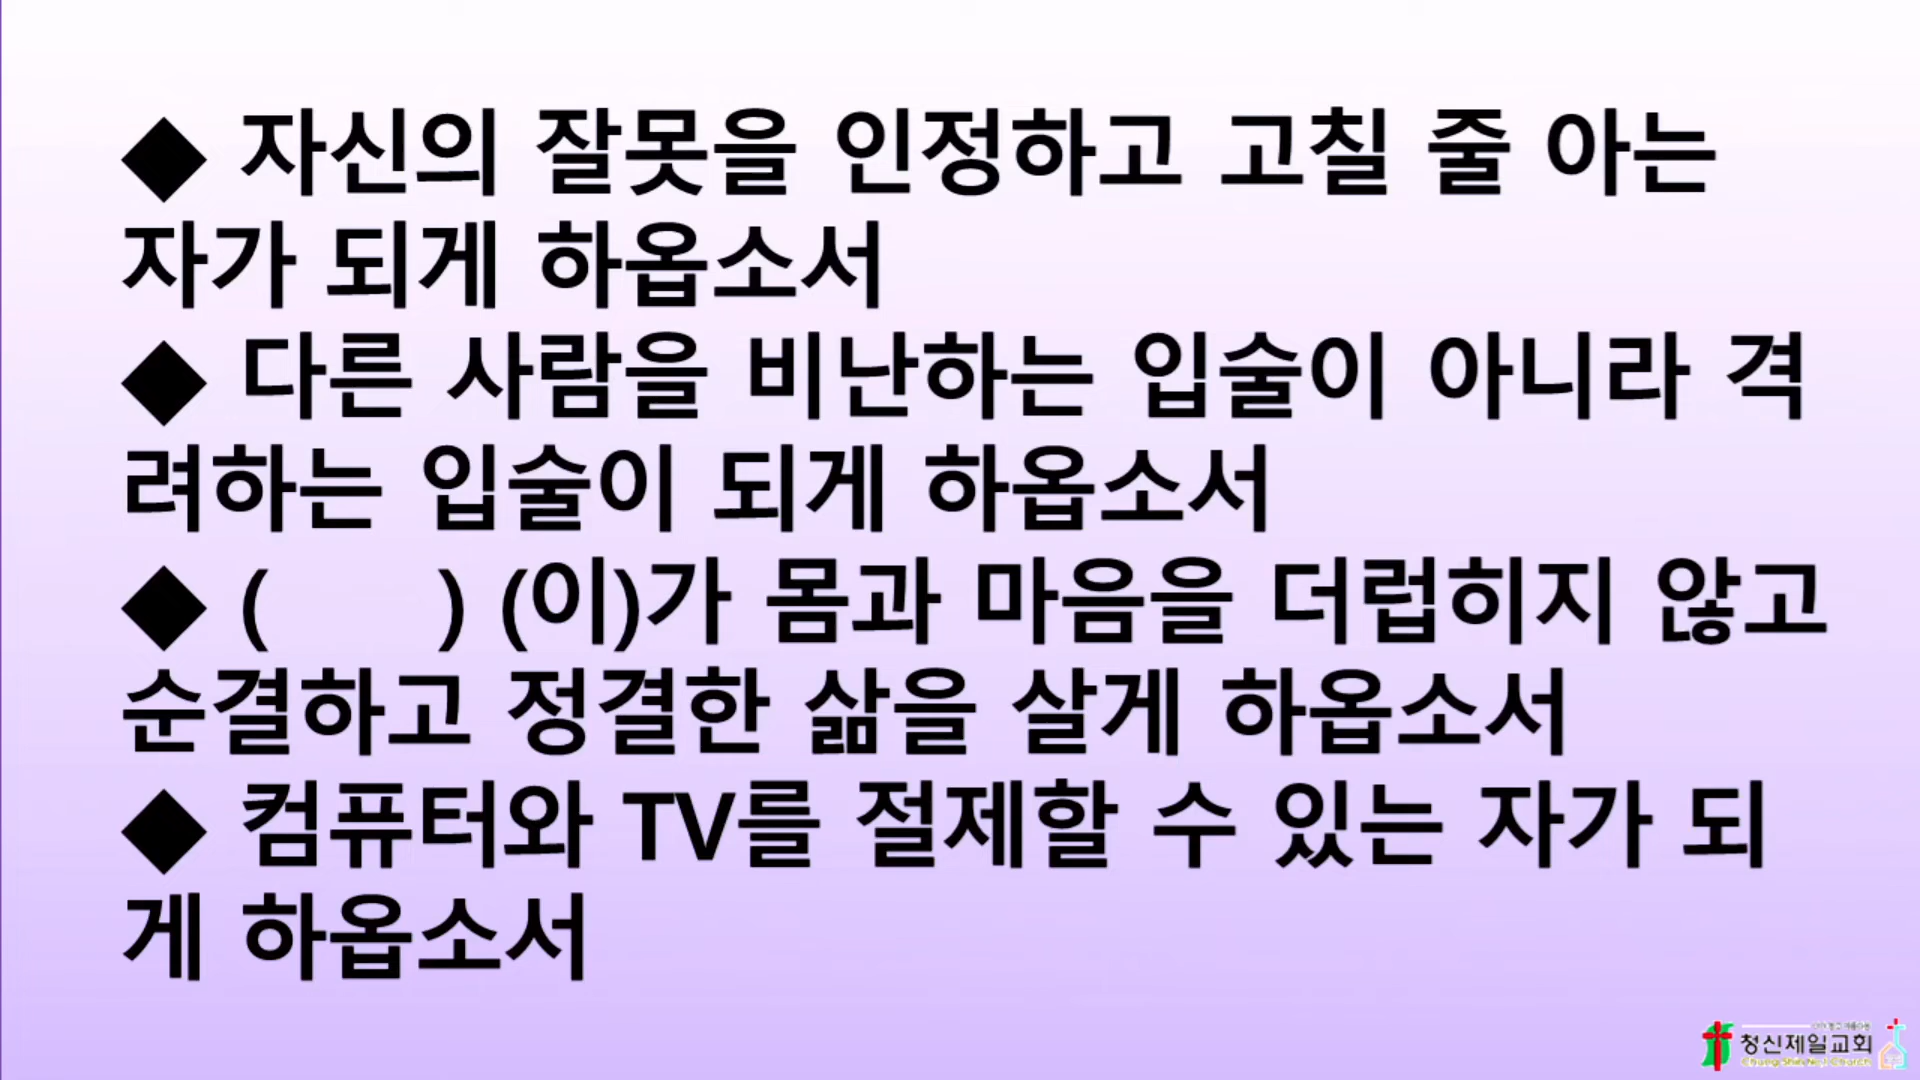 ◆ 자신의 잘못을 인정하고 고칠 줄 아는
자가 되게 하옵소서
◆ 다른 사람을 비난하는 입술이 아니라 격
려하는 입술이 되게 하옵소서
◆ (      ) (이)가 몸과 마음을 더럽히지 않고
순결하고 정결한 삶을 살게 하옵소서
◆ 컴퓨터와 TV를 절제할 수 있는 자가 되
게 하옵소서
청신제일교회